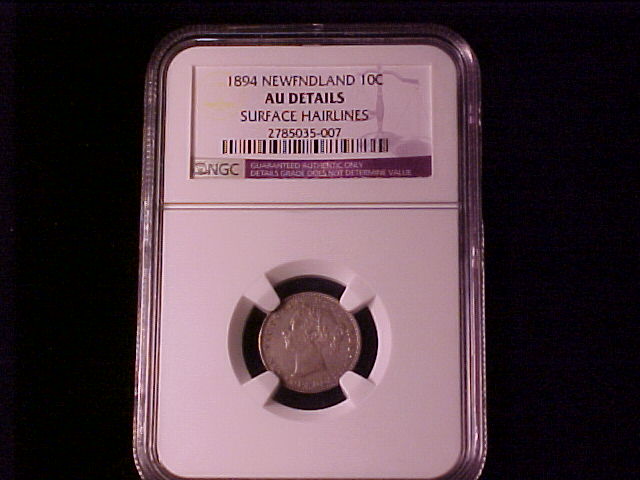 1894 NEWFNDLAND 10C
AU DETAILS
SURFACE HAIRLINES
2785035-007
NGC
GUARANTEED AUTHENTIC ONLY
DETAILS GRADE DOES NOT DETERMINE VALUE